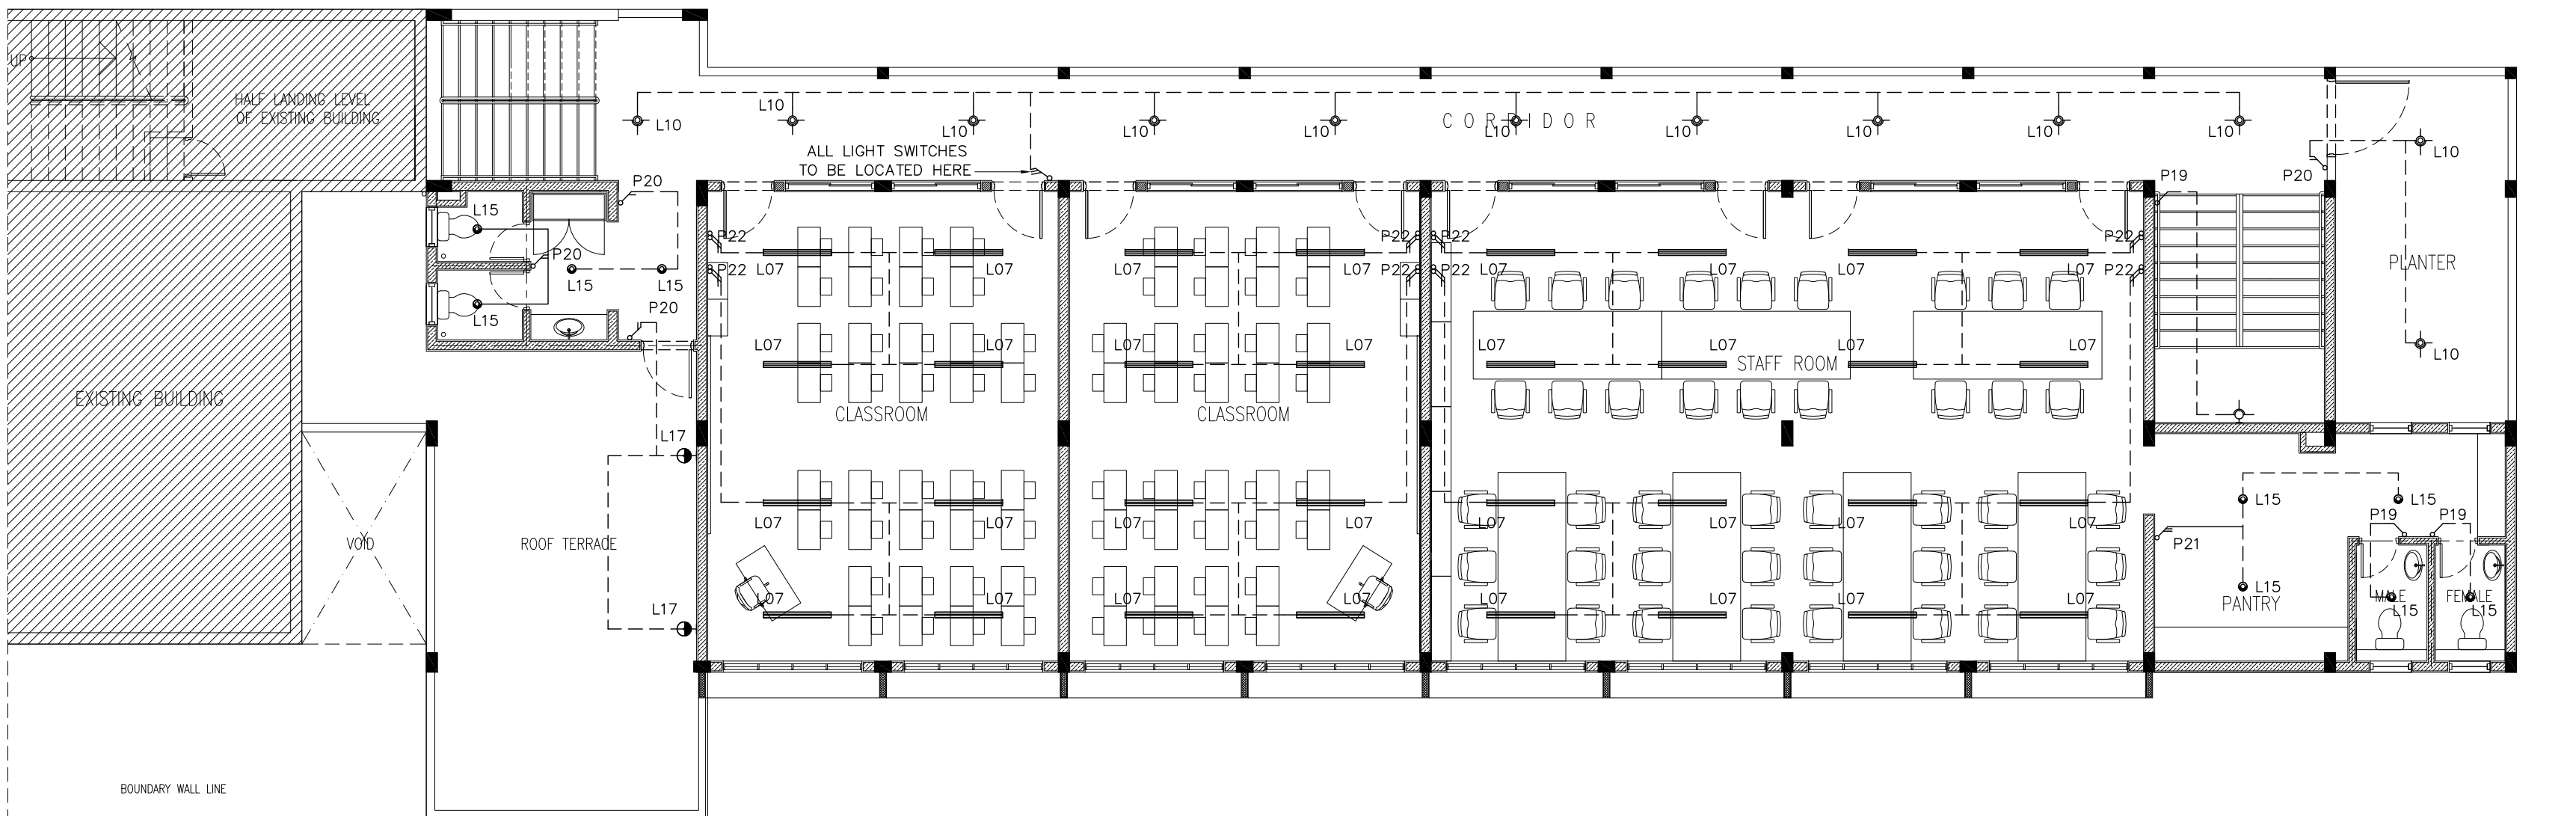 UP
HALF LANDING LEVEL
OF EXISTING BUILDING
L10
L10
L10
L10
L10
CORRIDOR
L10
L10
L10
L10
L10
ALL LIGHT SWITCHES
TO BE LOCATED HERE
L10
P20
P19
P20
L15
P20
L15
L15
L15
P20
P22
P22
L07
L07
L07
L07
P22
P22
L07
L07
L07
L07
P22
P22
L07
L07
L07
L07
P22
P22
L07
L07
L07
L07
PLANTER
L10
STAFF ROOM
EXISTING BUILDING
CLASSROOM
CLASSROOM
L17
VOID
ROOF TERRACE
L07
L07
L07
L07
L07
L07
L07
L07
L15
L15
P19
P19
P21
L17
L07
L07
L07
L07
L07
L07
L07
L07
L15
PANTRY
MALE
L15
FEMALE
L15
BOUNDARY WALL LINE